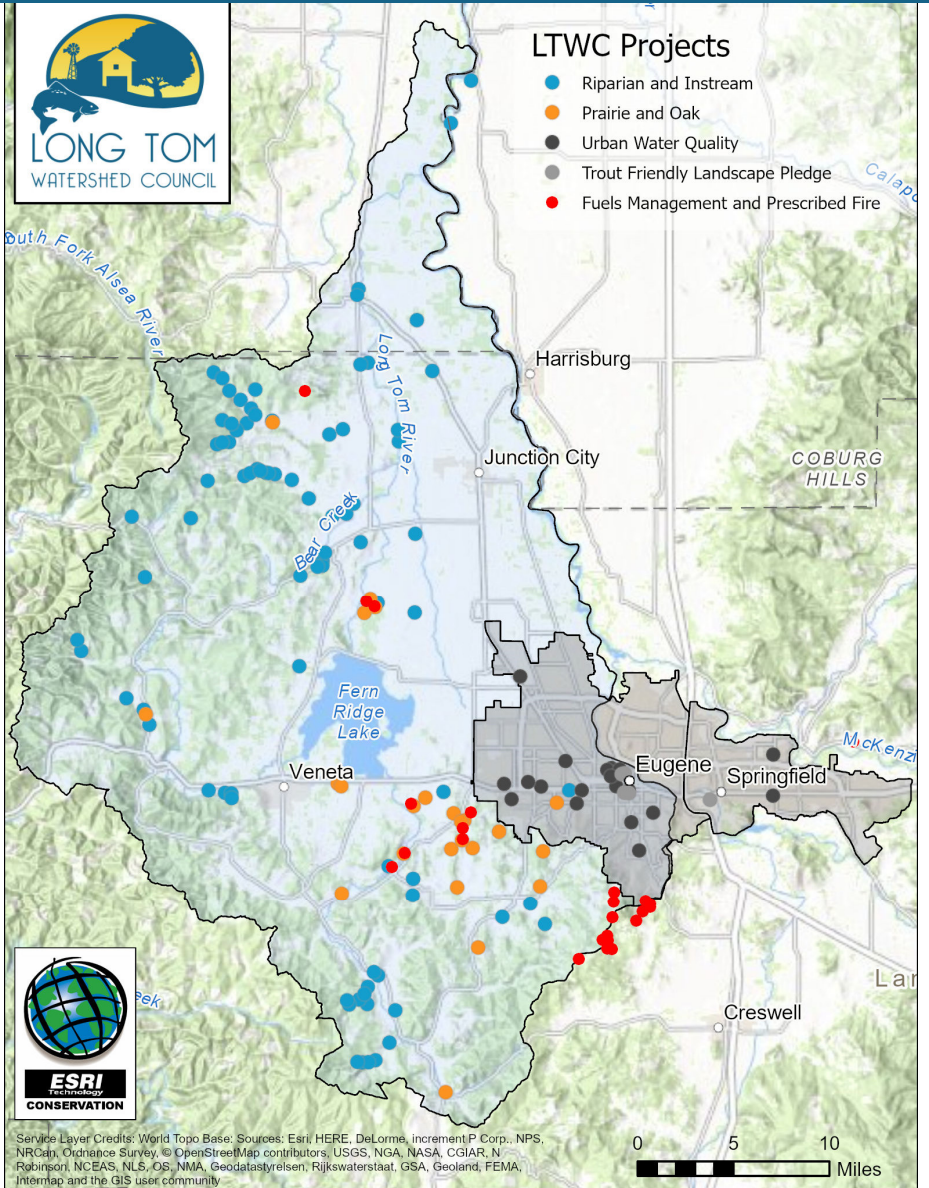 LONG TOM
WATERSHED COUNCIL
LTWC Projects
Riparian and Instream
Prairie and Oak
Urban Water Quality
Trout Friendly Landscape Pledge
Fuels Management and Prescribed Fire
Calapo
South Fork Alsea River
Long Tom River
Harrisburg
Junction City
COBURG
HILLS
Bear Creek
Fern
Ridge
Lake
Veneta
Eugene
Springfield
McKenzi
Lan
eek
Creswell
ESRI
Technology
CONSERVATION
Service Layer Credits: World Topo Base: Sources: Esri, HERE, DeLorme, increment P Corp., NPS,
NRCan, Ordnance Survey, © OpenStreetMap contributors, USGS, NGA, NASA, CGIAR, N
Robinson, NCEAS, NLS, OS, NMA, Geodatastyrelsen, Rijkswaterstaat, GSA, Geoland, FEMA,
Intermap and the GIS user community
0 5 10
Miles